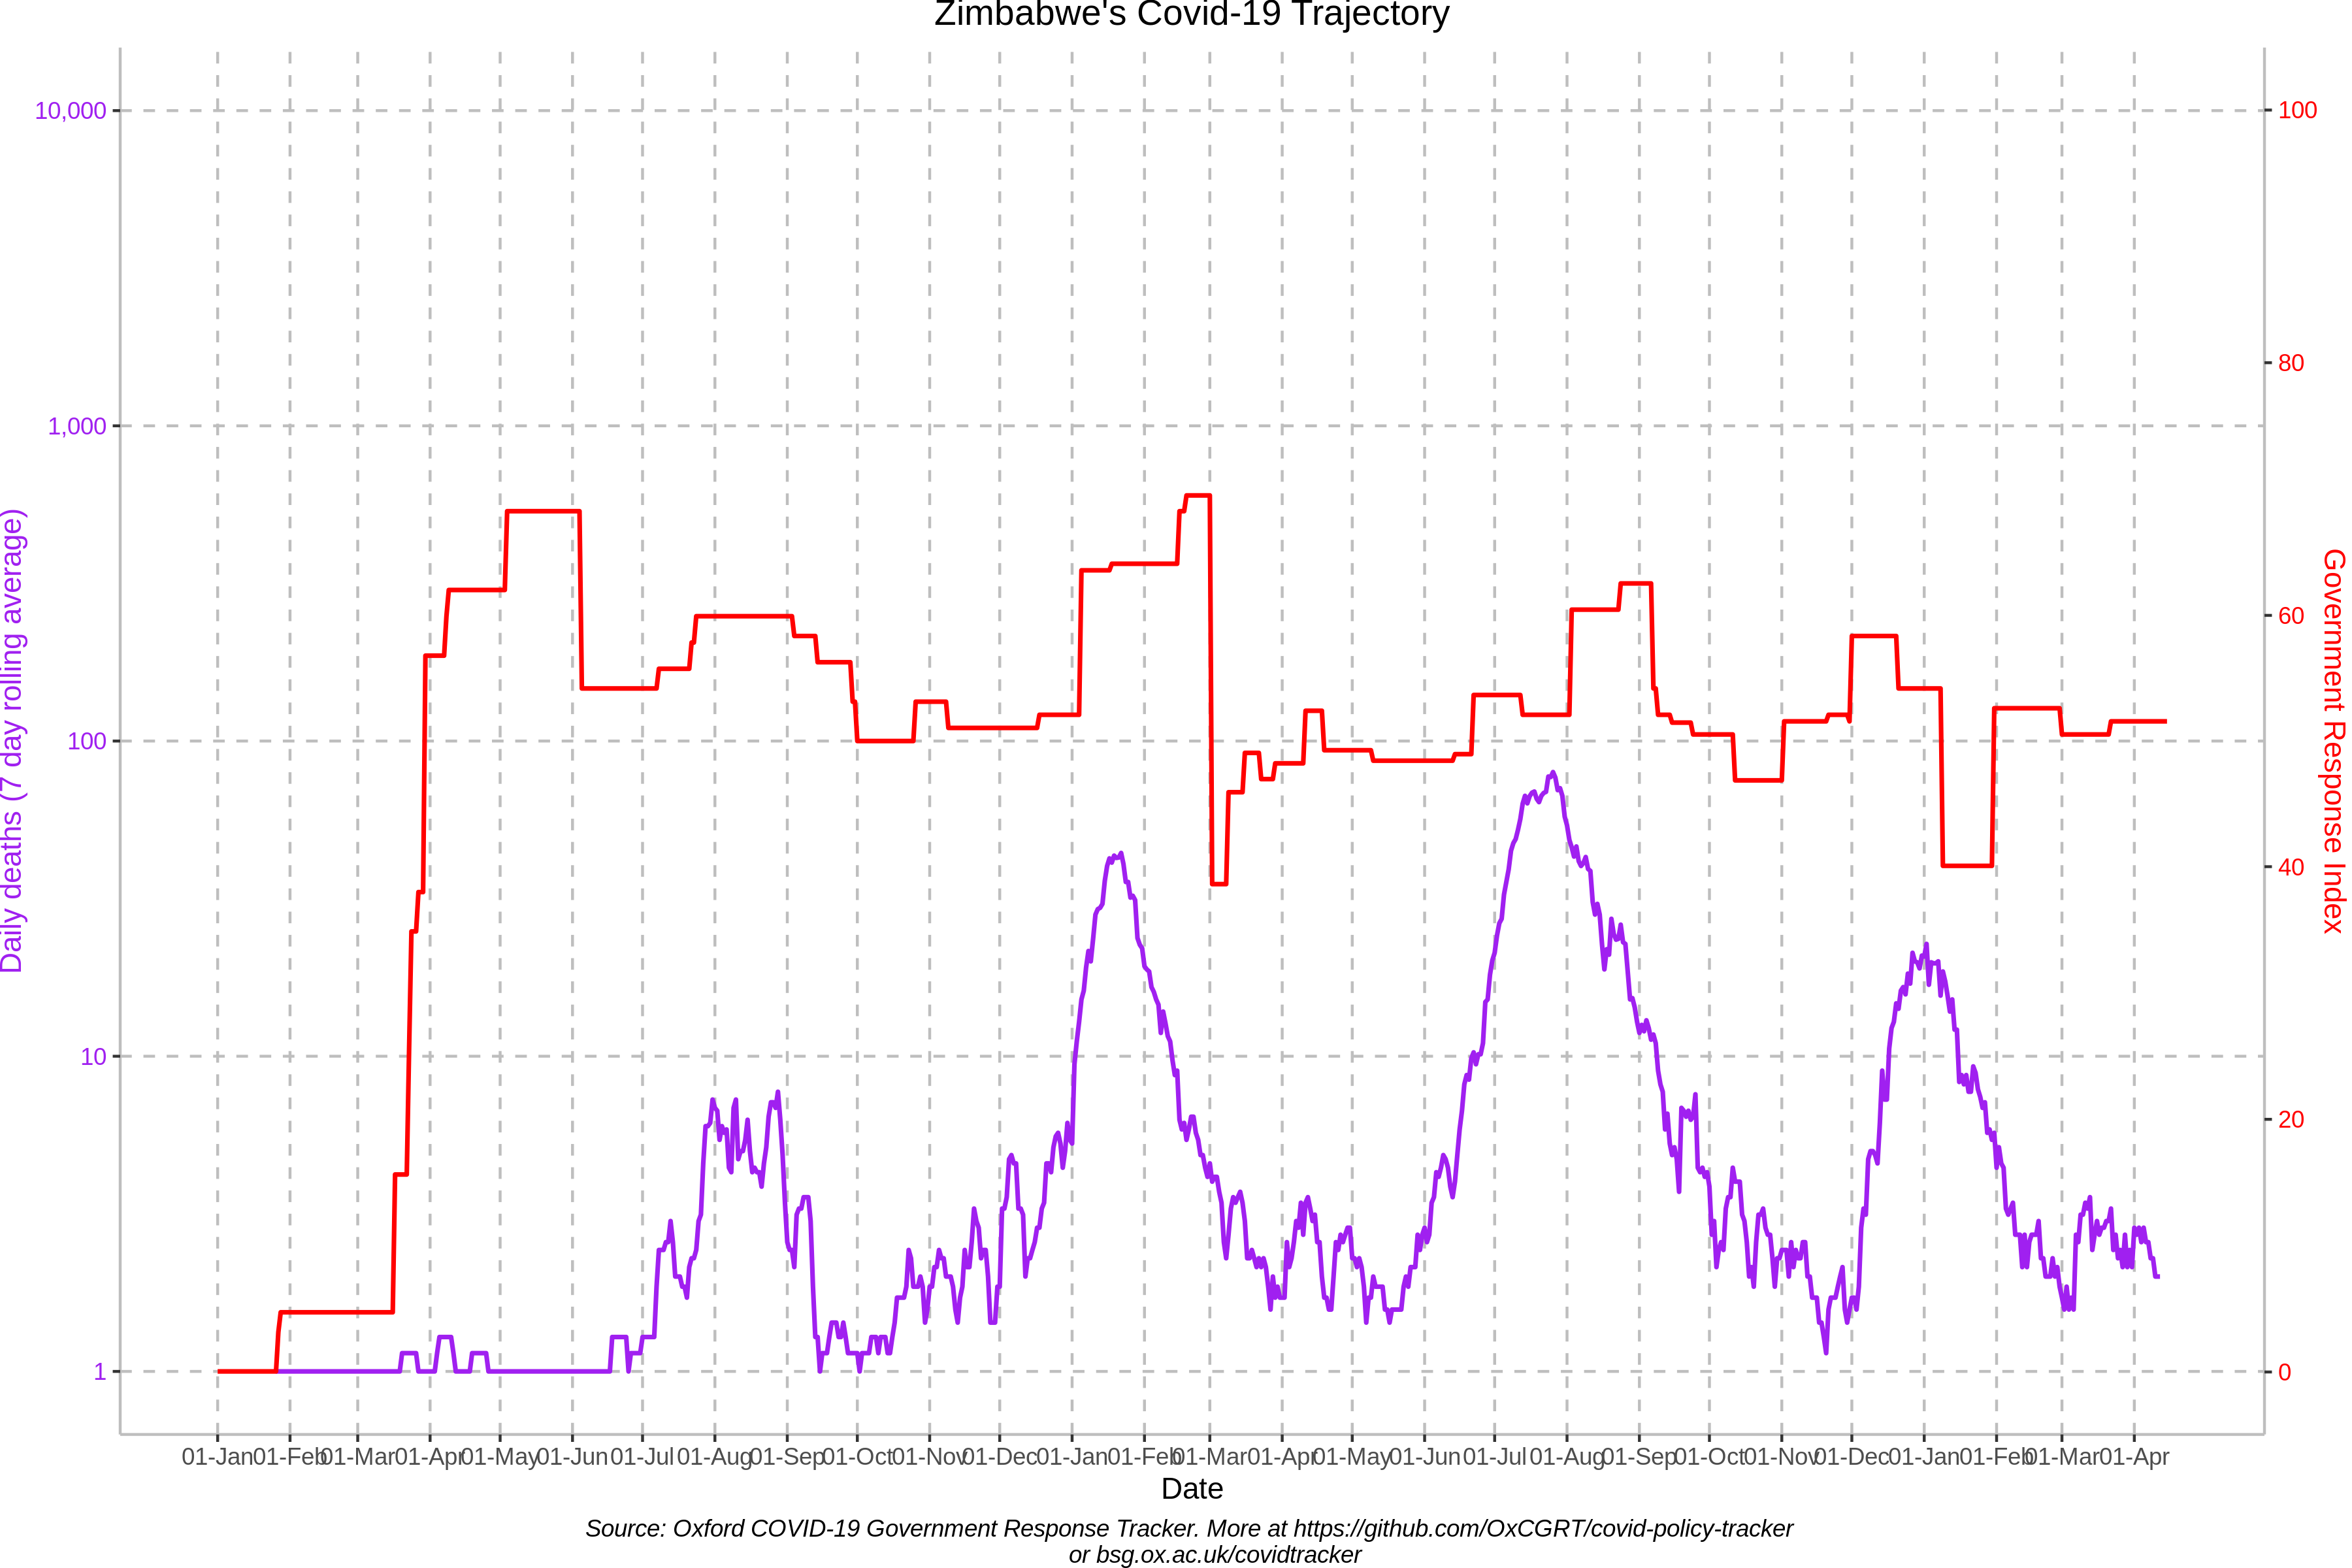 Zimbabwe's Covid-19 Trajectory
10,000
1,000
100
10
1
Daily deaths (7 day rolling average)
100
80
60
40
20
0
Government Response Index
01-Jan 01-Feb 01-Mar 01-Apr 01-May 01-Jun 01-Jul 01-Aug 01-Sep 01-Oct 01-Nov 01-Dec 01-Jan 01-Feb 01-Mar 01-Apr 01-May 01-Jun 01-Jul 01-Aug 01-Sep 01-Oct 01-Nov 01-Dec 01-Jan 01-Feb 01-Mar 01-Apr
Date
Source: Oxford COVID-19 Government Response Tracker. More at https://github.com/OxCGRT/covid-policy-tracker
or bsg.ox.ac.uk/covidtracker